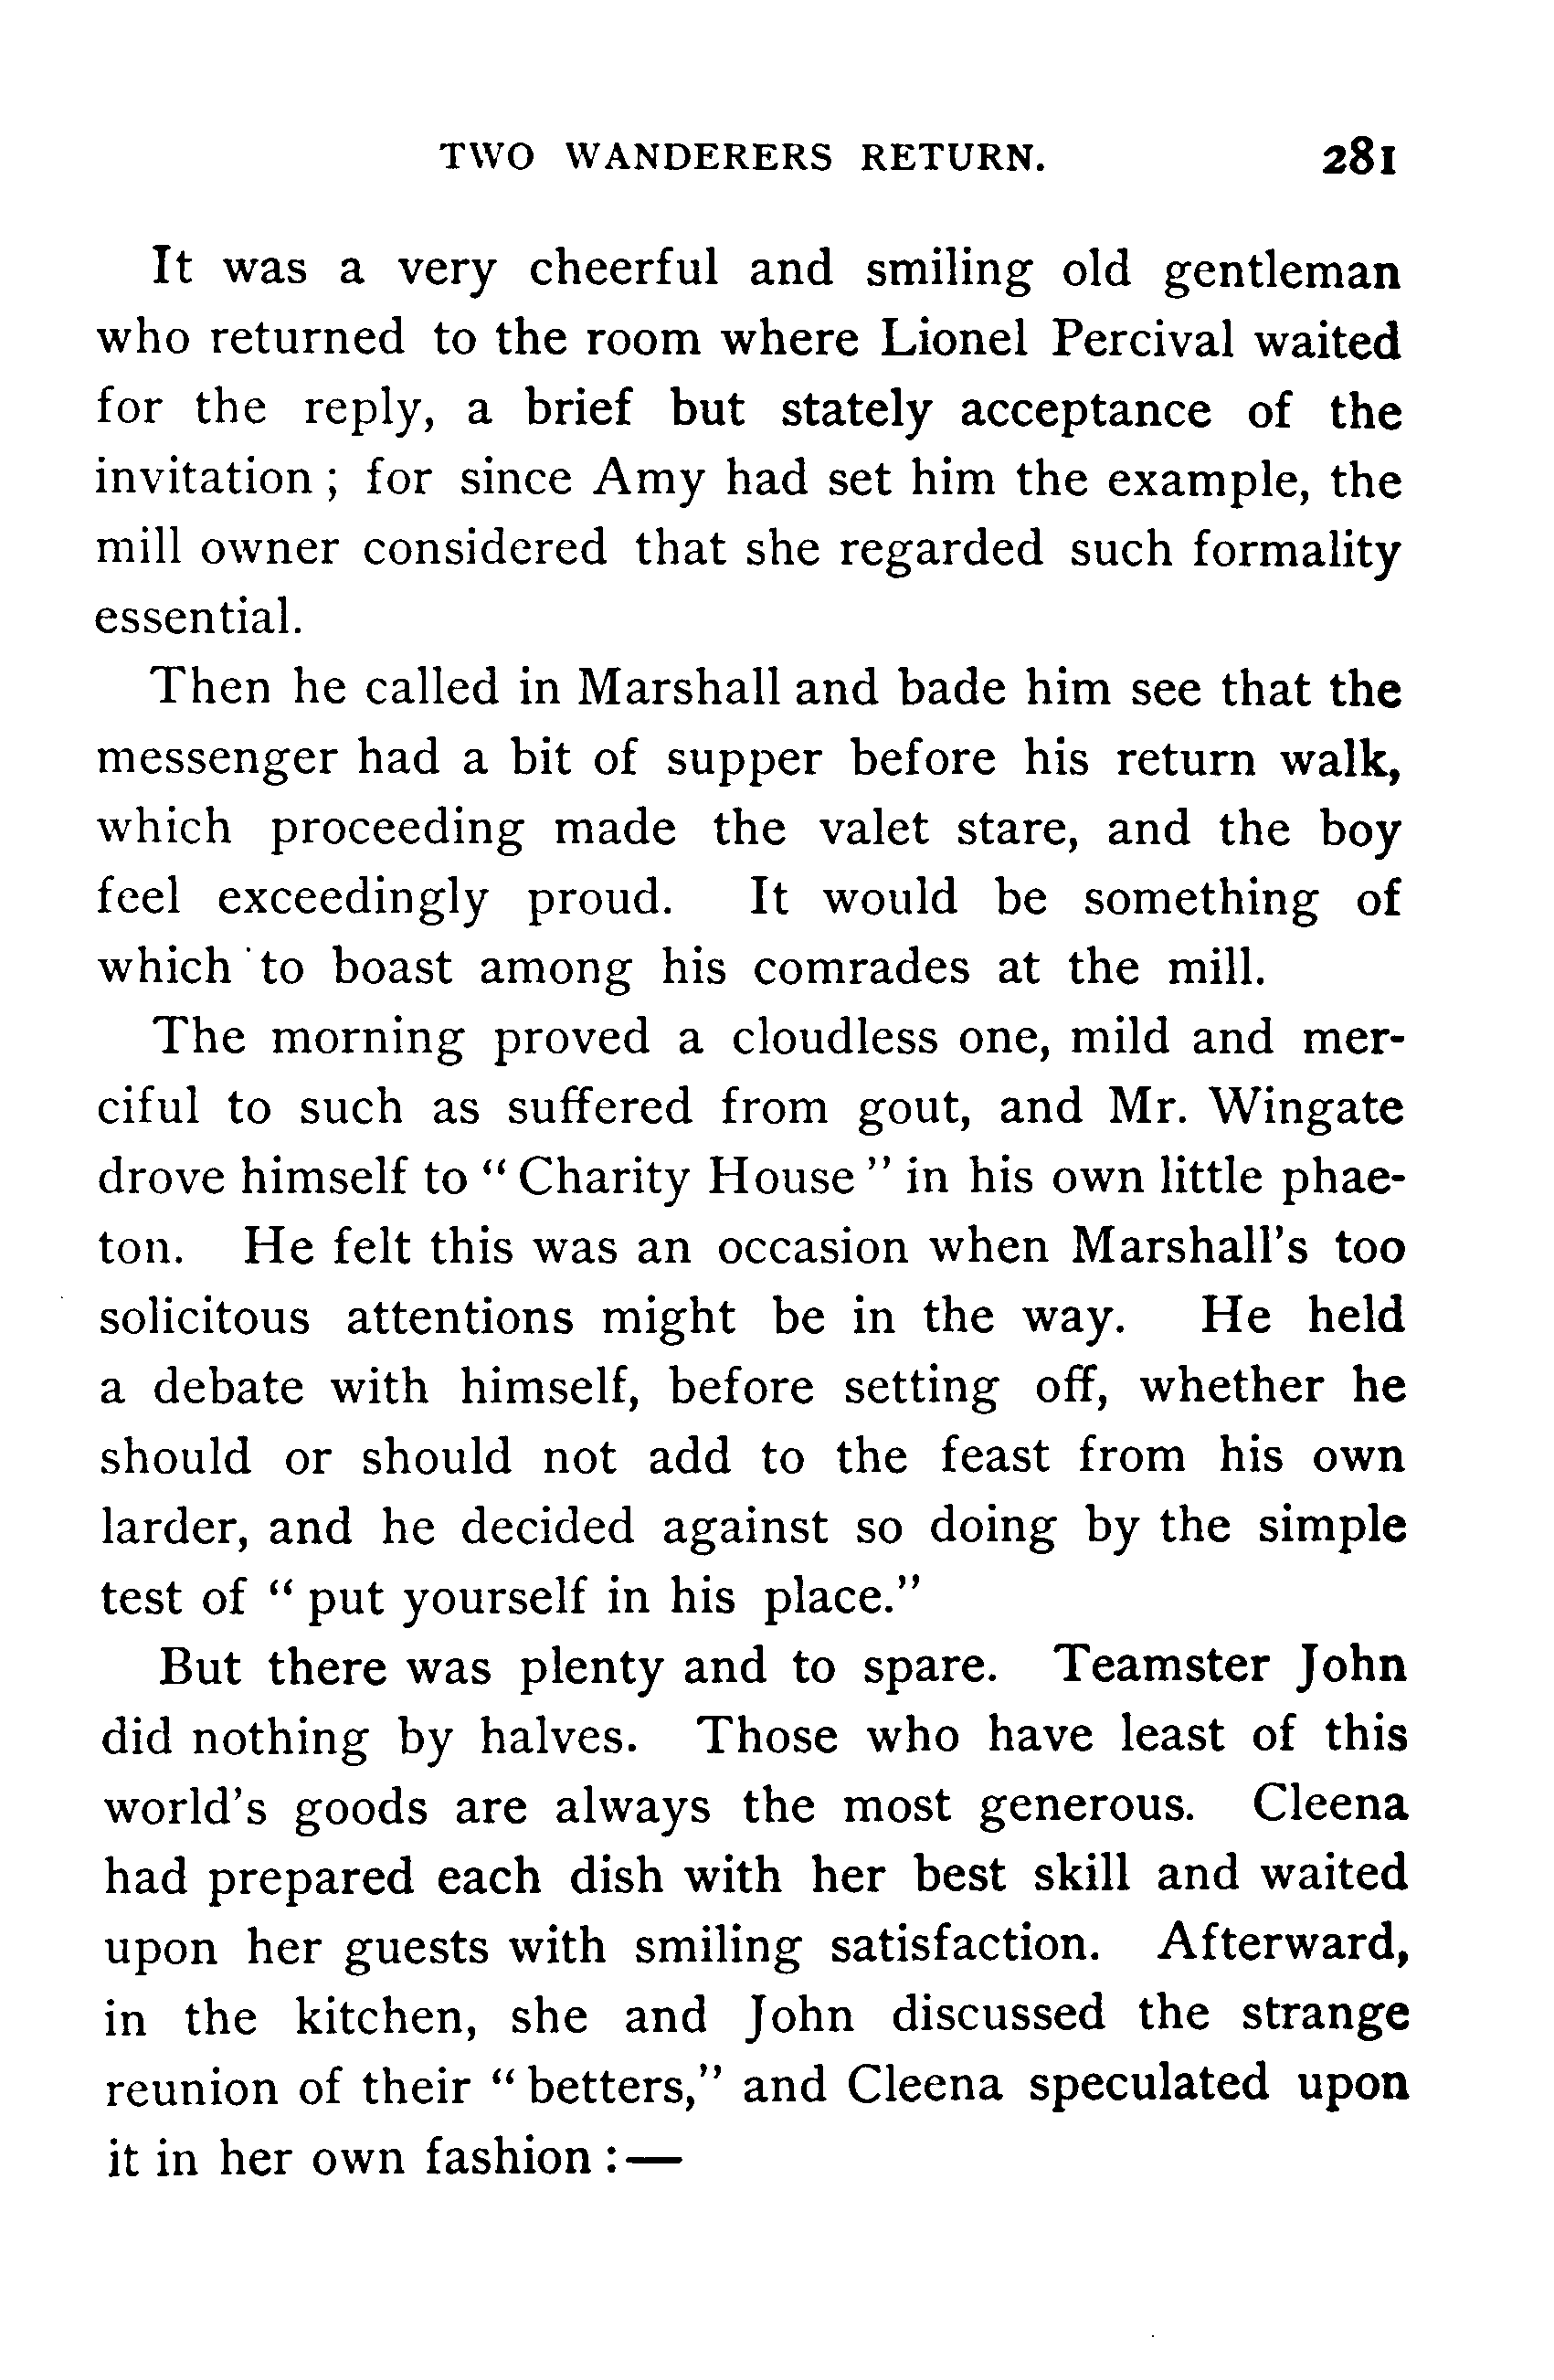 TWO WANDERERS RETURN. 281
It was a very cheerful and smiling old gentleman
who returned to the room where Lionel Percival waited
for the reply, a brief but stately acceptance of the
invitation ; for since Amy had set him the example, the
mill owner considered that she regarded such formality
essential.
Then he called in Marshall and bade him see that the
messenger had a bit of supper before his return walk,
which proceeding made the valet stare, and the boy
feel exceedingly proud. It would be something of
which to boast among his comrades at the mill.
The morning proved a cloudless one, mild and mer-
ciful to such as suffered from gout, and Mr. Wingate
drove himself to “ Charity House ” in his own little phae-
ton. He felt this was an occasion when Marshall’s too
solicitous attentions might be in the way. He held
a debate with himself, before setting off, whether he
should or should not add to the feast from his own
larder, and he decided against so doing by the simple
test of “ put yourself in his place.”
But there was plenty and to spare. Teamster John
did nothing by halves. Those who have least of this
world’s goods are always the most generous. Cleena
had prepared each dish with her best skill and waited
upon her guests with smiling satisfaction. Afterward,
in the kitchen, she and John discussed the strange
reunion of their “ betters,” and Cleena speculated upon
it in her own fashion : —